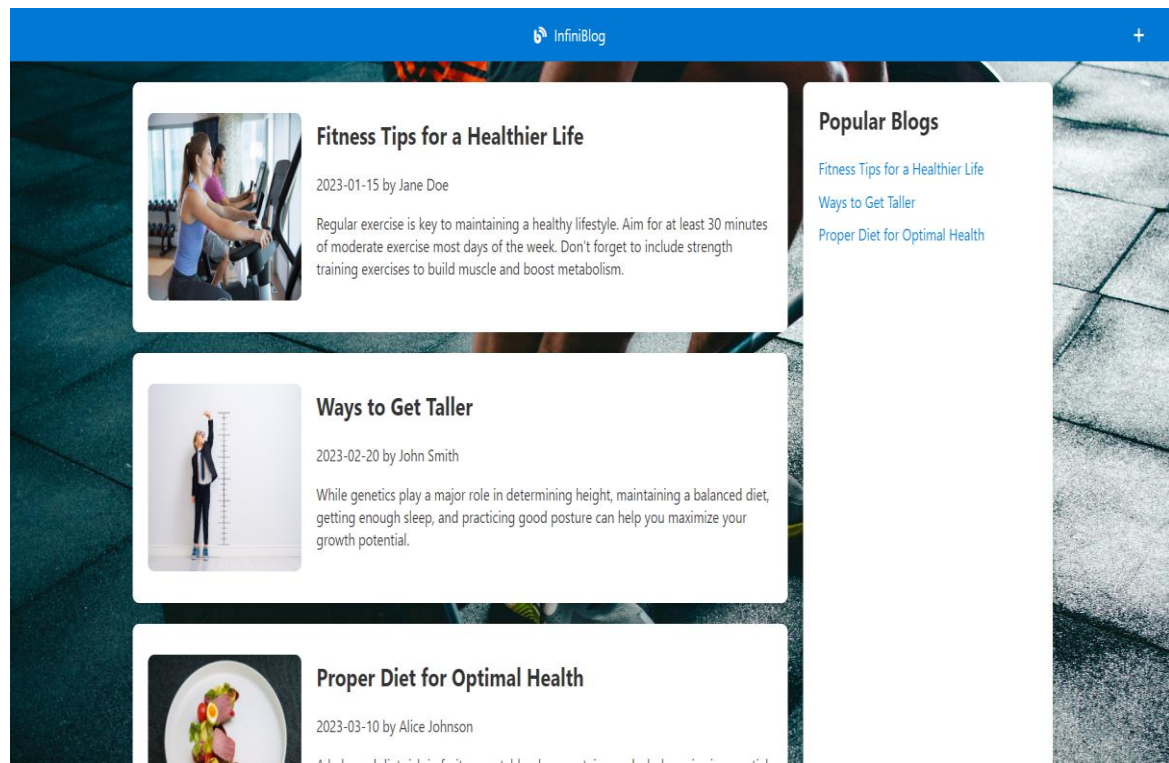 InfiniBlog
+
Fitness Tips for a Healthier Life
2023-01-15 by Jane Doe
Regular exercise is key to maintaining a healthy lifestyle. Aim for at least 30 minutes
of moderate exercise most days of the week. Don't forget to include strength
training exercises to build muscle and boost metabolism.
Ways to Get Taller
2023-02-20 by John Smith
While genetics play a major role in determining height, maintaining a balanced diet,
getting enough sleep, and practicing good posture can help you maximize your
growth potential.
Proper Diet for Optimal Health
2023-03-10 by Alice Johnson
Popular Blogs
Fitness Tips for a Healthier Life
Ways to Get Taller
Proper Diet for Optimal Health